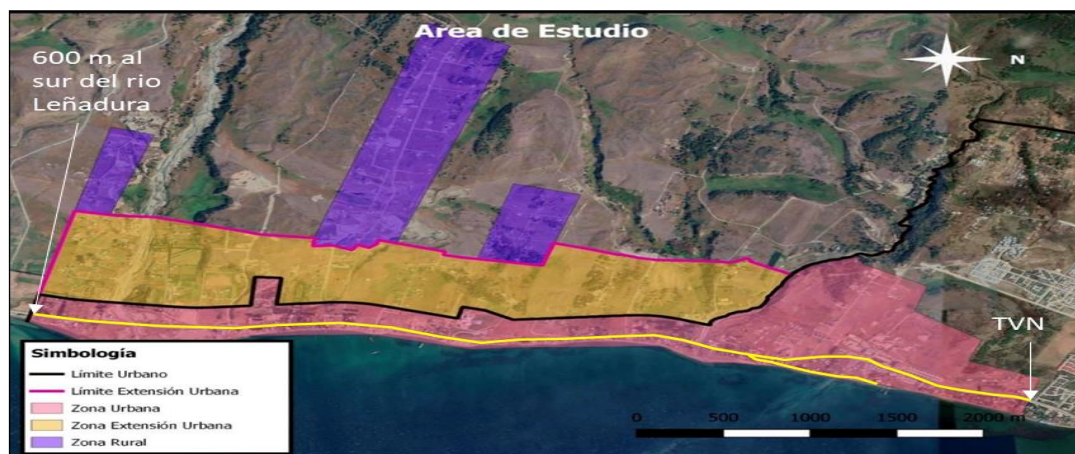 Area de Estudio
600 m al
sur del rio
Leñadura
N
TVN
Simbología
Límite Urbano
Límite Extensión Urbana
Zona Urbana
Zona Extensión Urbana
Zona Rural
0 500 1000 1500 2000 m